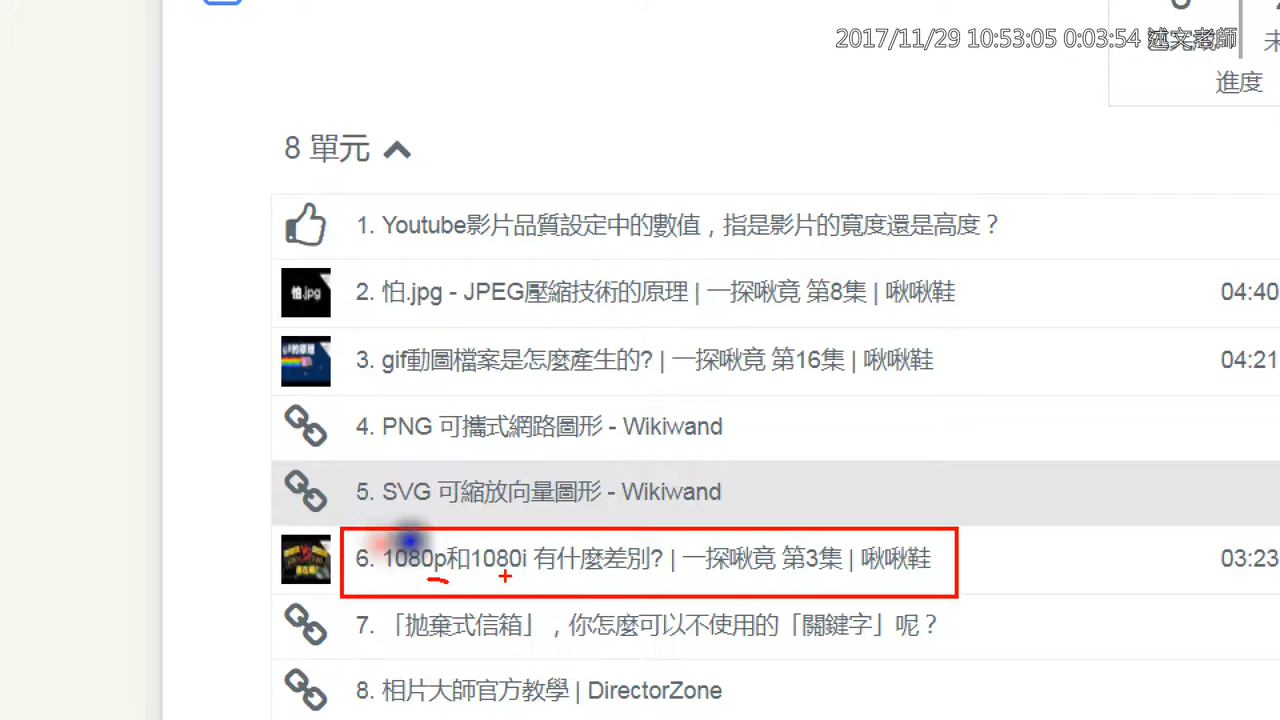 2017/11/29 10:53:05 0:03:54 述文老師
進度
8 單元
1. Youtube影片品質設定中的數值，指是影片的寬度還是高度？
2. 怕.jpg - JPEG壓縮技術的原理 | 一探啾竟 第8集 | 啾啾鞋
04:40
3. gif動圖檔案是怎麼產生的? | 一探啾竟 第16集 | 啾啾鞋
04:21
4. PNG 可攜式網路圖形 - Wikiwand
5. SVG 可縮放向量圖形 - Wikiwand
6. 1080p和1080i 有什麼差別? | 一探啾竟 第3集 | 啾啾鞋
03:23
7. 「拋棄式信箱」，你怎麼可以不使用的「關鍵字」呢？
8. 相片大師官方教學 | DirectorZone